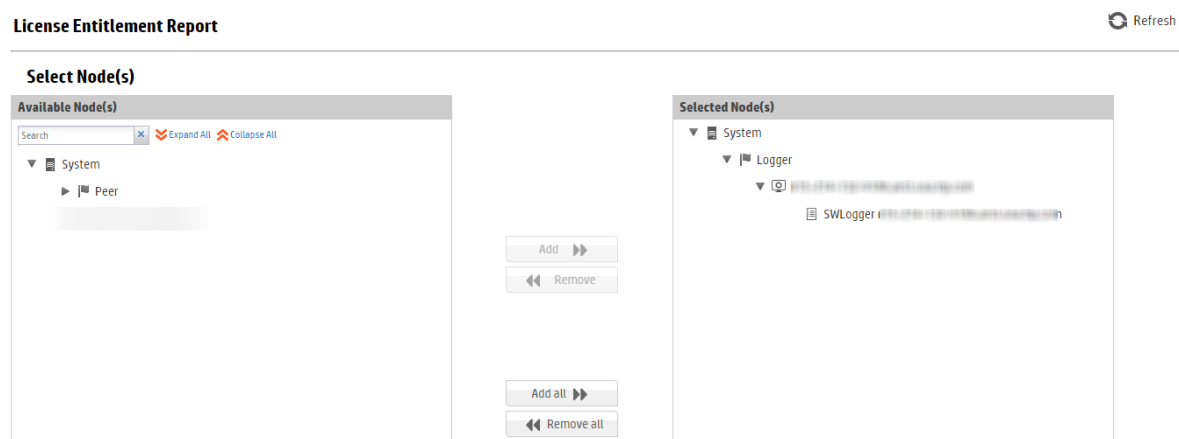 License Entitlement Report
Refresh
Select Node(s)
Available Node(s)
Search
Expand All
Collapse All
System
Peer
Add
Remove
Add all
Remove all
Selected Node(s)
System
Logger
SWLogger